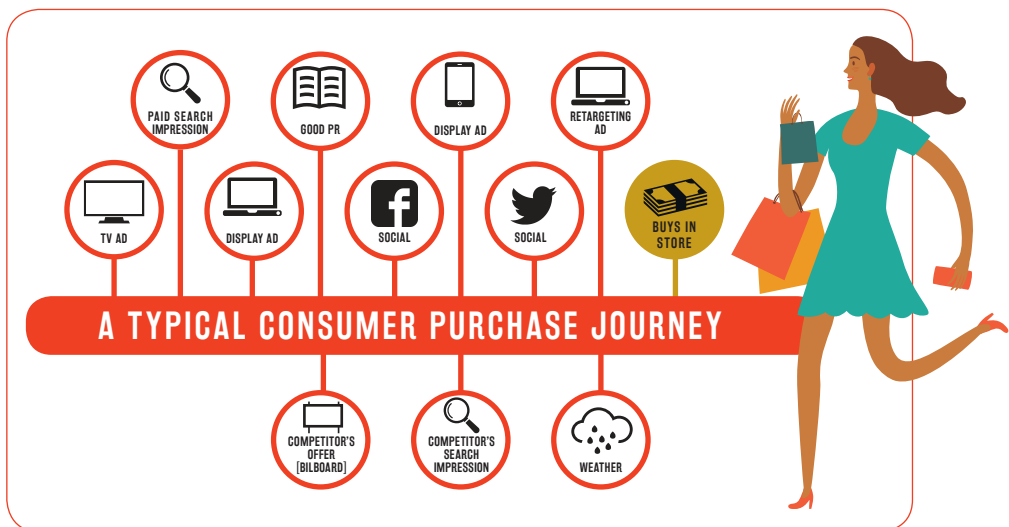 PAID SEARCH
IMPRESSION
GOOD PR
DISPLAY AD
RETARGETING
AD
TV AD
DISPLAY AD
SOCIAL
SOCIAL
BUYS IN
STORE
A TYPICAL CONSUMER PURCHASE JOURNEY
COMPETITOR'S
OFFER
[BILBOARD]
COMPETITOR'S
SEARCH
IMPRESSION
WEATHER